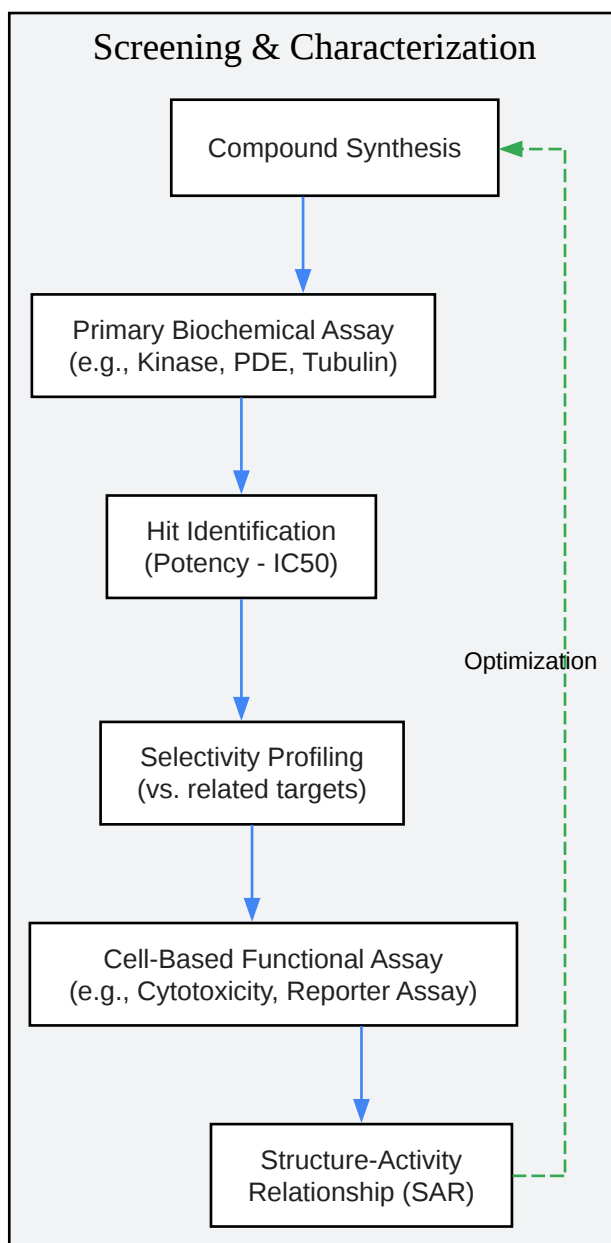 Screening & Characterization
Compound Synthesis
Primary Biochemical Assay
(e.g., Kinase, PDE, Tubulin)
Hit Identification
(Potency - IC50)
Optimization
Selectivity Profiling
(vs. related targets)
Cell-Based Functional Assay
(e.g., Cytotoxicity, Reporter Assay)
Structure-Activity
Relationship (SAR)